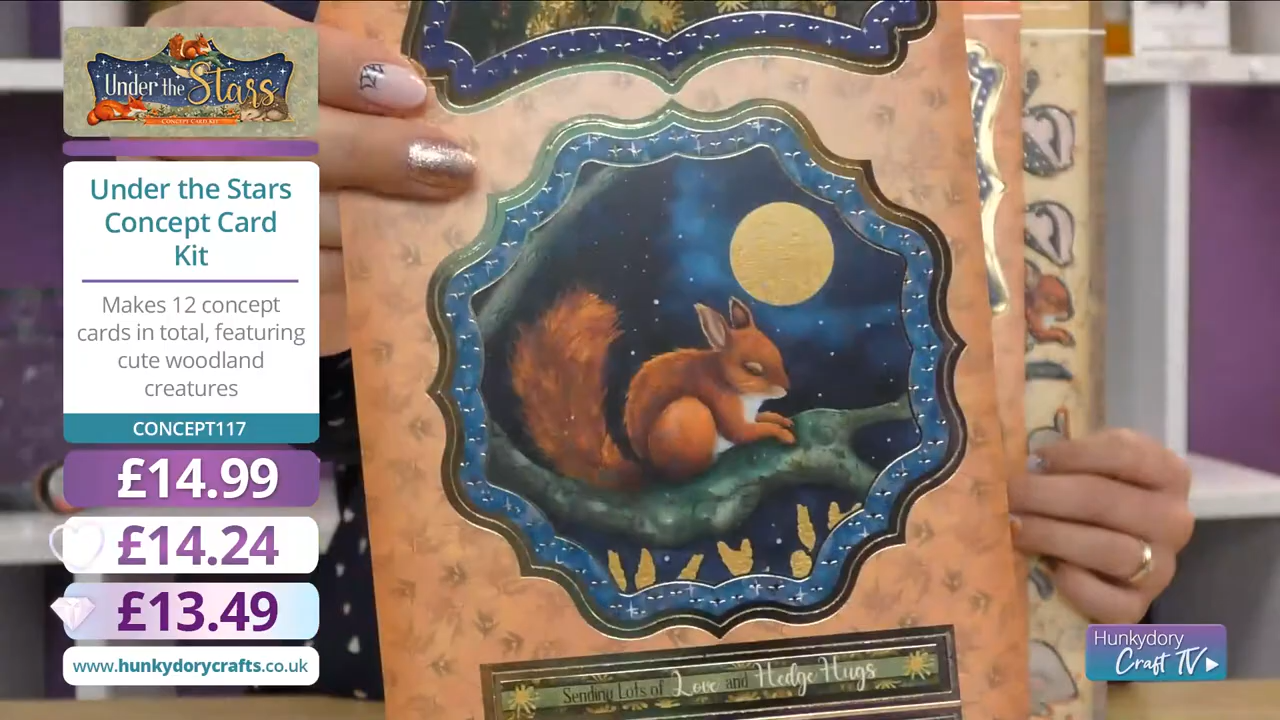 Under the Stars
CONCEPT CARD KIT
Under the Stars
Concept Card
Kit
Makes 12 concept
cards in total, featuring
cute woodland
creatures
CONCEPT117
£14.99
£14.24
£13.49
www.hunkydorycrafts.co.uk
Sending Lots of Love and Hedge Hugs
Hunkydory
Craft TV